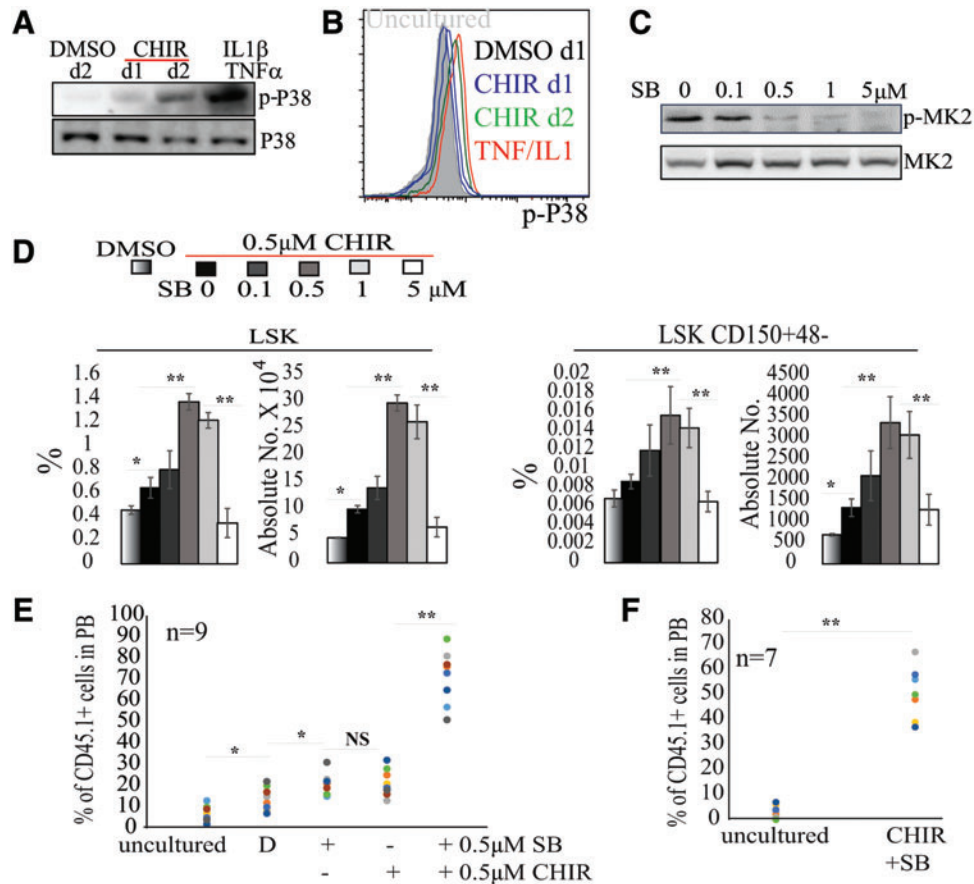 A
DMSO CHIR IL1β
d2 d1 d2 TNFα
p-P38
P38
B
Uncultured
DMSO d1
CHIR d1
CHIR d2
TNF/IL1
p-P38
C
SB 0 0.1 0.5 1 5μM
p-MK2
MK2
D
DMSO 0.5μM CHIR
SB 0 0.1 0.5 1 5 μM
LSK
%
1.6
1.4
1.2
1
0.8
0.6
0.4
0.2
0
*
**
**
Absolute No. X 10⁴
35
30
25
20
15
10
5
0
*
**
**
LSK CD150+48-
%
0.02
0.018
0.016
0.014
0.012
0.01
0.008
0.006
0.004
0.002
0
**
**
Absolute No.
4500
4000
3500
3000
2500
2000
1500
1000
500
0
*
**
**
E
% of CD45.1+ cells in PB
100
90
80
70
60
50
40
30
20
10
0
n=9
*
*
NS
**
uncultured D + - + 0.5μM SB
- + + 0.5μM CHIR
F
% of CD45.1+ cells in PB
80
70
60
50
40
30
20
10
0
n=7
**
uncultured CHIR
+SB